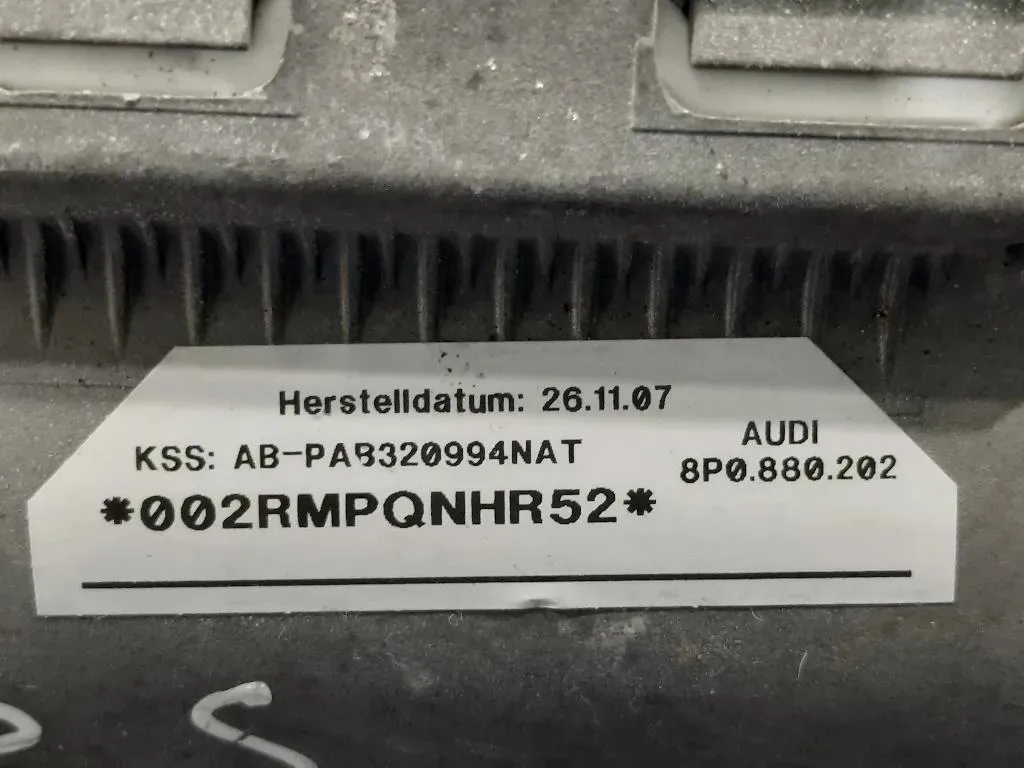 Herstelldatum: 26.11.07
KSS: AB-PAB320994NAT
AUDI
8P0.880.202
*002RMPQNHR52*